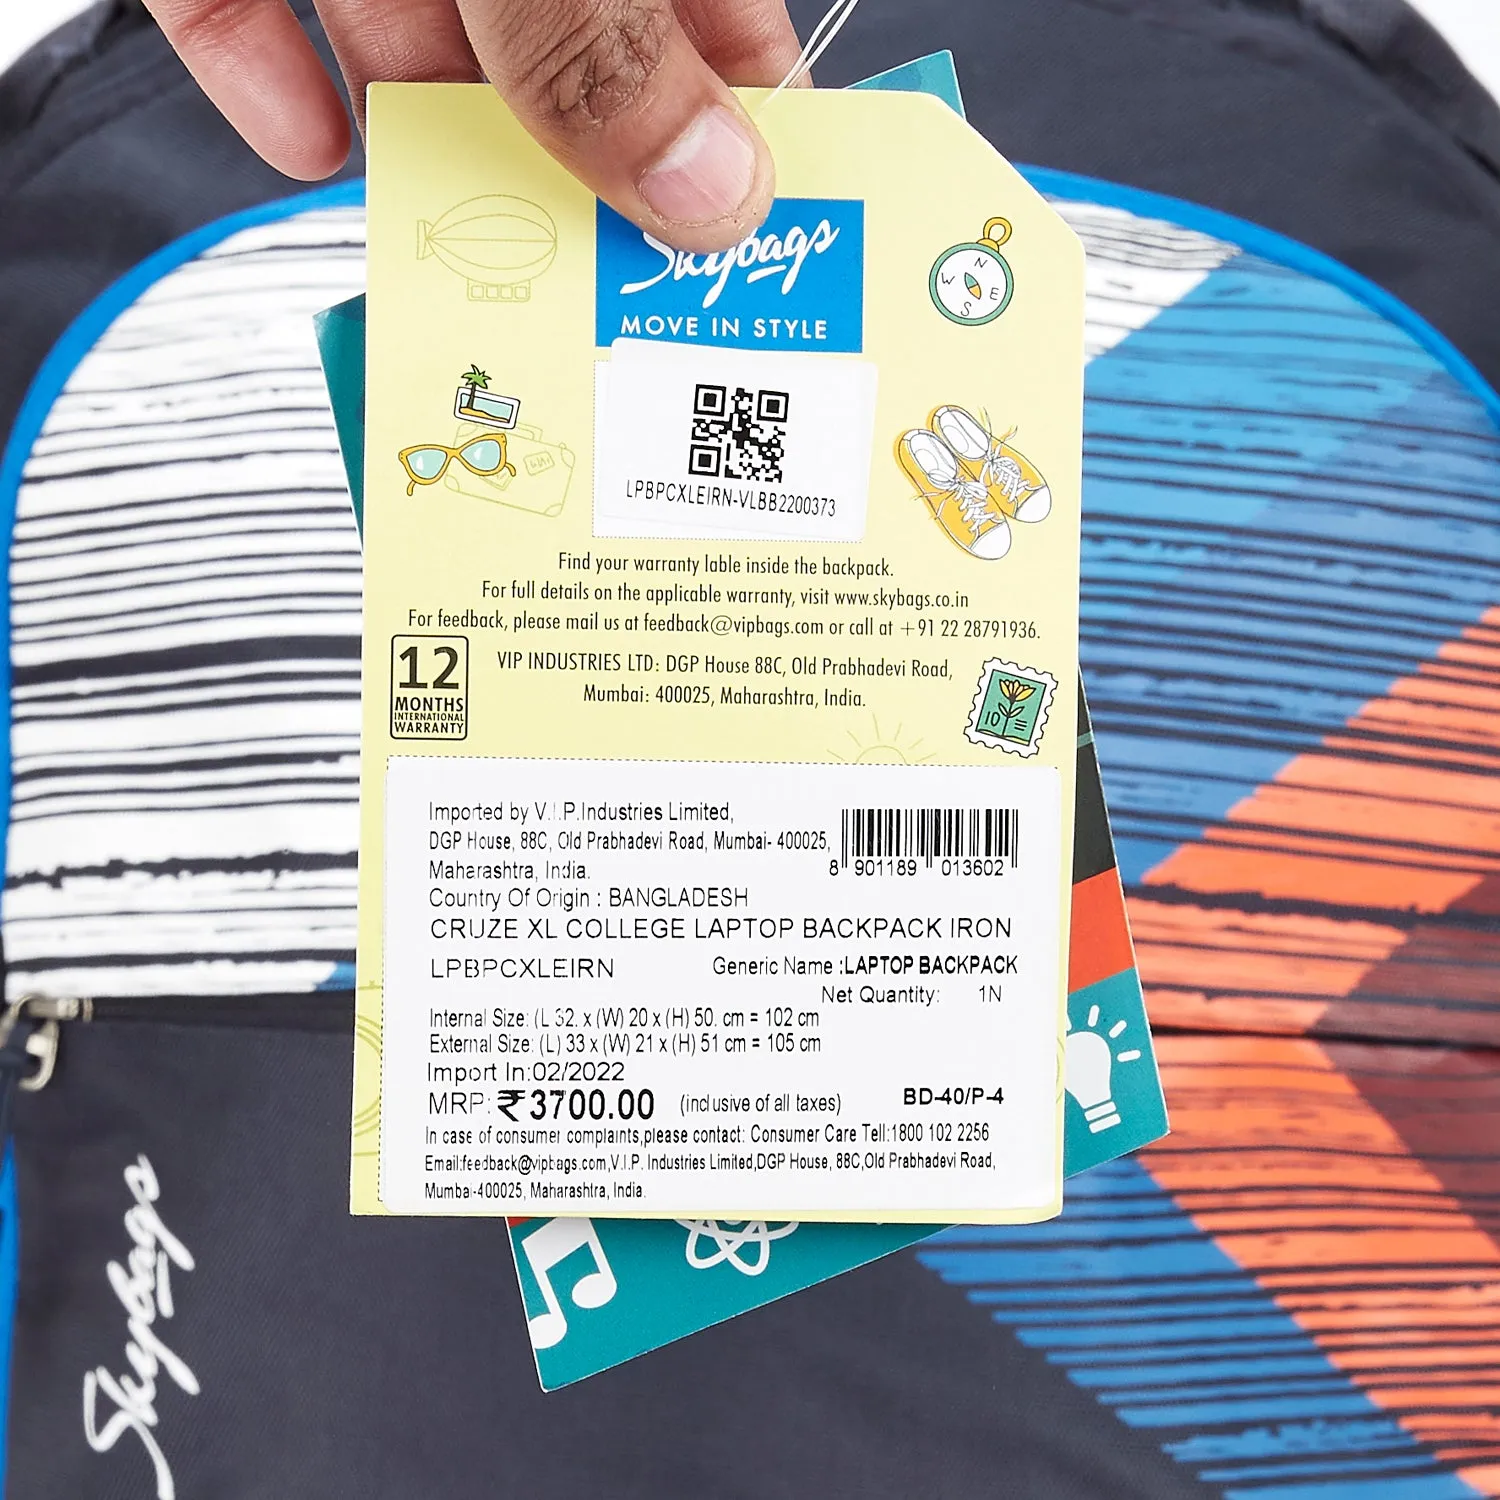 Skybags
MOVE IN STYLE
N
W E
S
LPBPCXLEIRN-VLBB2200373
Find your warranty lable inside the backpack.
For full details on the applicable warranty, visit www.skybags.co.in
For feedback, please mail us at feedback@vipbags.com or call at +91 22 28791936.
12
MONTHS
INTERNATIONAL
WARRANTY
VIP INDUSTRIES LTD: DGP House 88C, Old Prabhadevi Road,
Mumbai: 400025, Maharashtra, India.
10
Imported by V.I.P.Industries Limited,
DGP House, 88C, Old Prabhadevi Road, Mumbai- 400025,
Maharashtra, India.
8 901189 013602
Country Of Origin : BANGLADESH
CRUZE XL COLLEGE LAPTOP BACKPACK IRON
LPBPCXLEIRN
Generic Name :LAPTOP BACKPACK
Net Quantity: 1N
Internal Size: (L 32. x (W) 20 x (H) 50. cm = 102 cm
External Size: (L) 33 x (W) 21 x (H) 51 cm = 105 cm
Import In:02/2022
MRP: ₹3700.00 (inclusive of all taxes) BD-40/P-4
In case of consumer complaints,please contact: Consumer Care Tell:1800 102 2256
Email:feedback@vipbags.com,V.I.P. Industries Limited,DGP House, 88C,Old Prabhadevi Road,
Mumbai-400025, Maharashtra, India.
Skybags